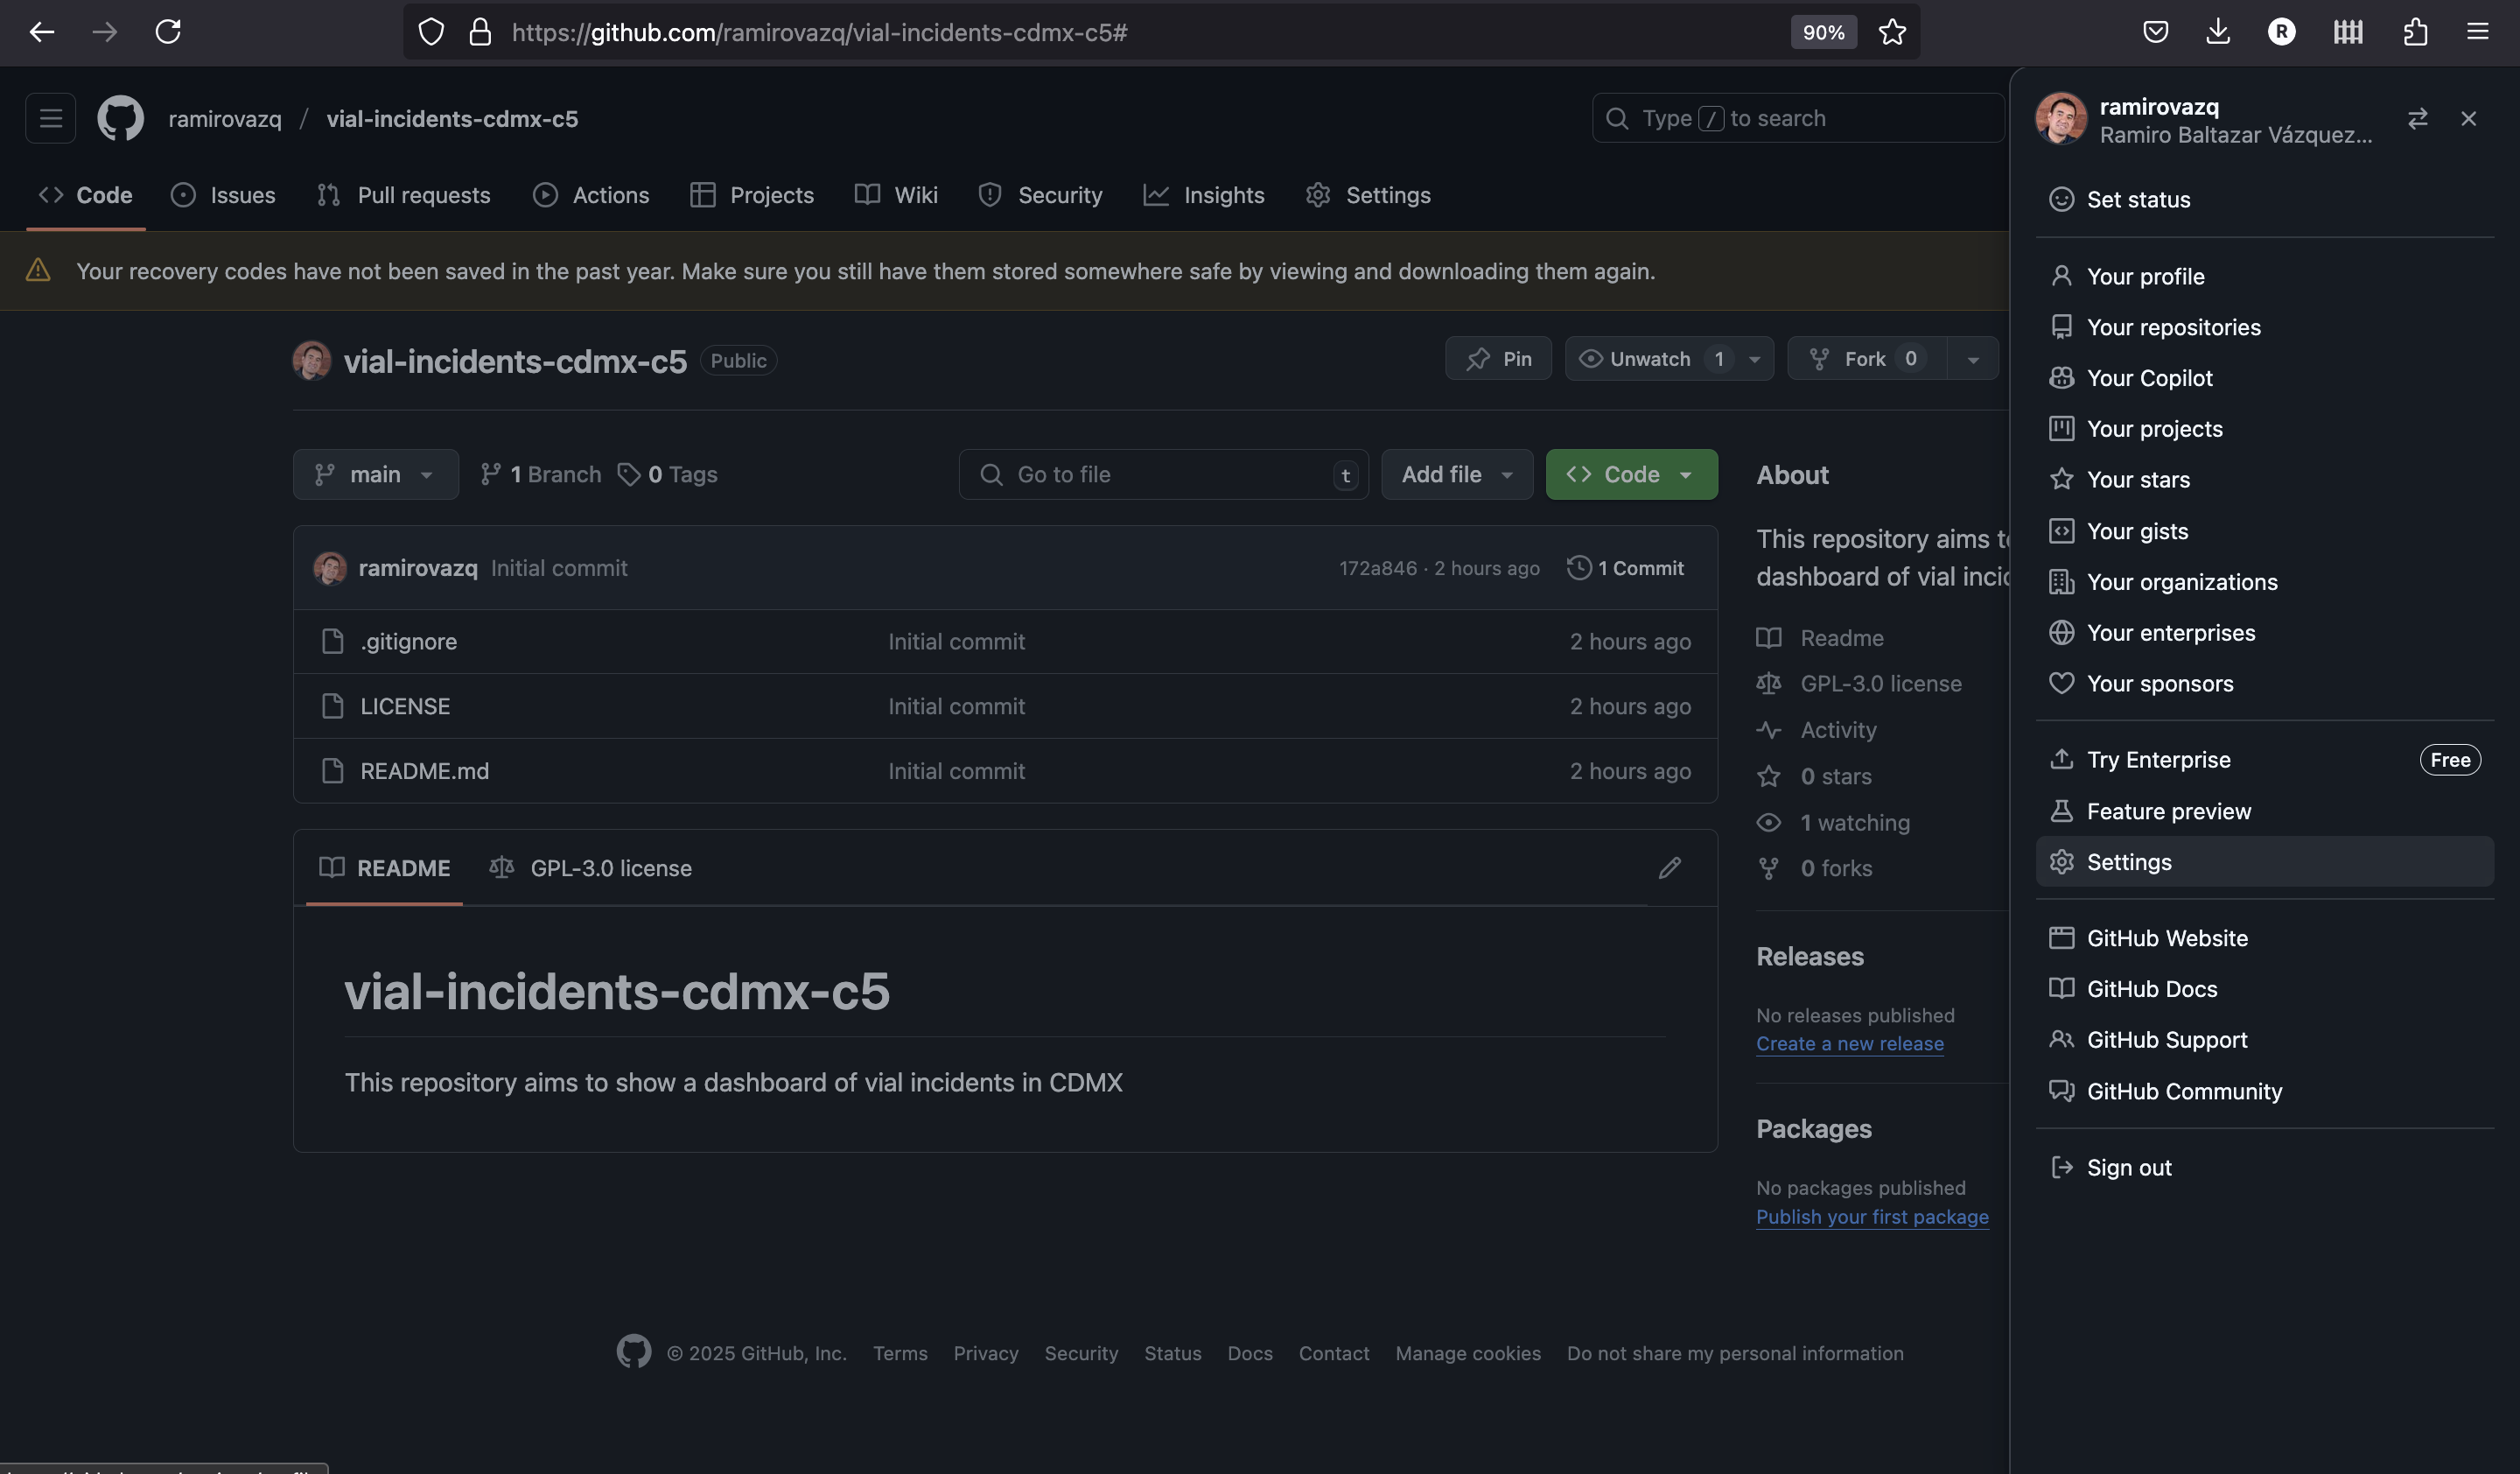 https://github.com/ramirovazq/vial-incidents-cdmx-c5#
90%
R
ramirovazq / vial-incidents-cdmx-c5
Type / to search
Code Issues Pull requests Actions Projects Wiki Security Insights Settings
Your recovery codes have not been saved in the past year. Make sure you still have them stored somewhere safe by viewing and downloading them again.
vial-incidents-cdmx-c5 Public
Pin Unwatch 1 Fork 0
main 1 Branch 0 Tags
Go to file t Add file Code
ramirovazq Initial commit 172a846 · 2 hours ago 1 Commit
.gitignore Initial commit 2 hours ago
LICENSE Initial commit 2 hours ago
README.md Initial commit 2 hours ago
README GPL-3.0 license
vial-incidents-cdmx-c5
This repository aims to show a dashboard of vial incidents in CDMX
About
This repository aims
dashboard of vial
Readme
GPL-3.0 license
Activity
0 stars
1 watching
0 forks
Releases
No releases published
Create a new release
Packages
No packages published
Publish your first package
© 2025 GitHub, Inc. Terms Privacy Security Status Docs Contact Manage cookies Do not share my personal information
ramirovazq
Ramiro Baltazar Vázquez...
Set status
Your profile
Your repositories
Your Copilot
Your projects
Your stars
Your gists
Your organizations
Your enterprises
Your sponsors
Try Enterprise Free
Feature preview
Settings
GitHub Website
GitHub Docs
GitHub Support
GitHub Community
Sign out